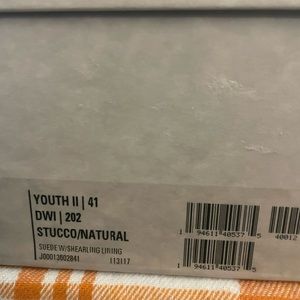 YOUTH II | 41
DWI | 202
STUCCO/NATURAL
SUEDE W/SHEARLING LINING
J00013602841 113117
1 94611 40537 5
40012
1 94611 40537 5